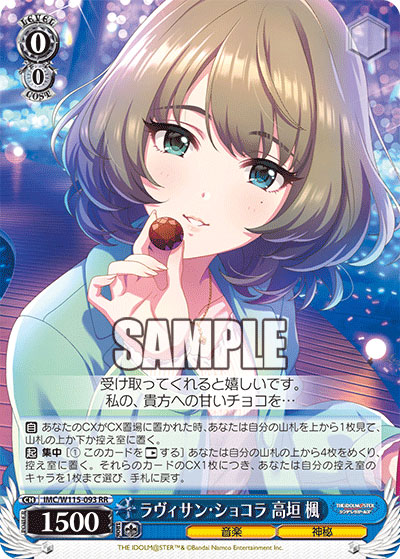 LEVEL
0
0
COST
SAMPLE
受け取ってくれると嬉しいです。
私の、貴方への甘いチョコを…
自 あなたのCXがCX置場に置かれた時、あなたは自分の山札を上から1枚見て、
山札の上か下か控え室に置く。
起 集中 [① このカードを レスト する] あなたは自分の山札の上から4枚をめくり、
控え室に置く。それらのカードのCX1枚につき、あなたは自分の控え室の
キャラを1枚まで選び、手札に戻す。
CH IMC/W115-093 RR
1500
ラヴィサン・ショコラ 高垣 楓
音楽
神秘
THE IDOLM@STER
シンデレラガールズ
THE IDOLM@STER™ & ©Bandai Namco Entertainment Inc.